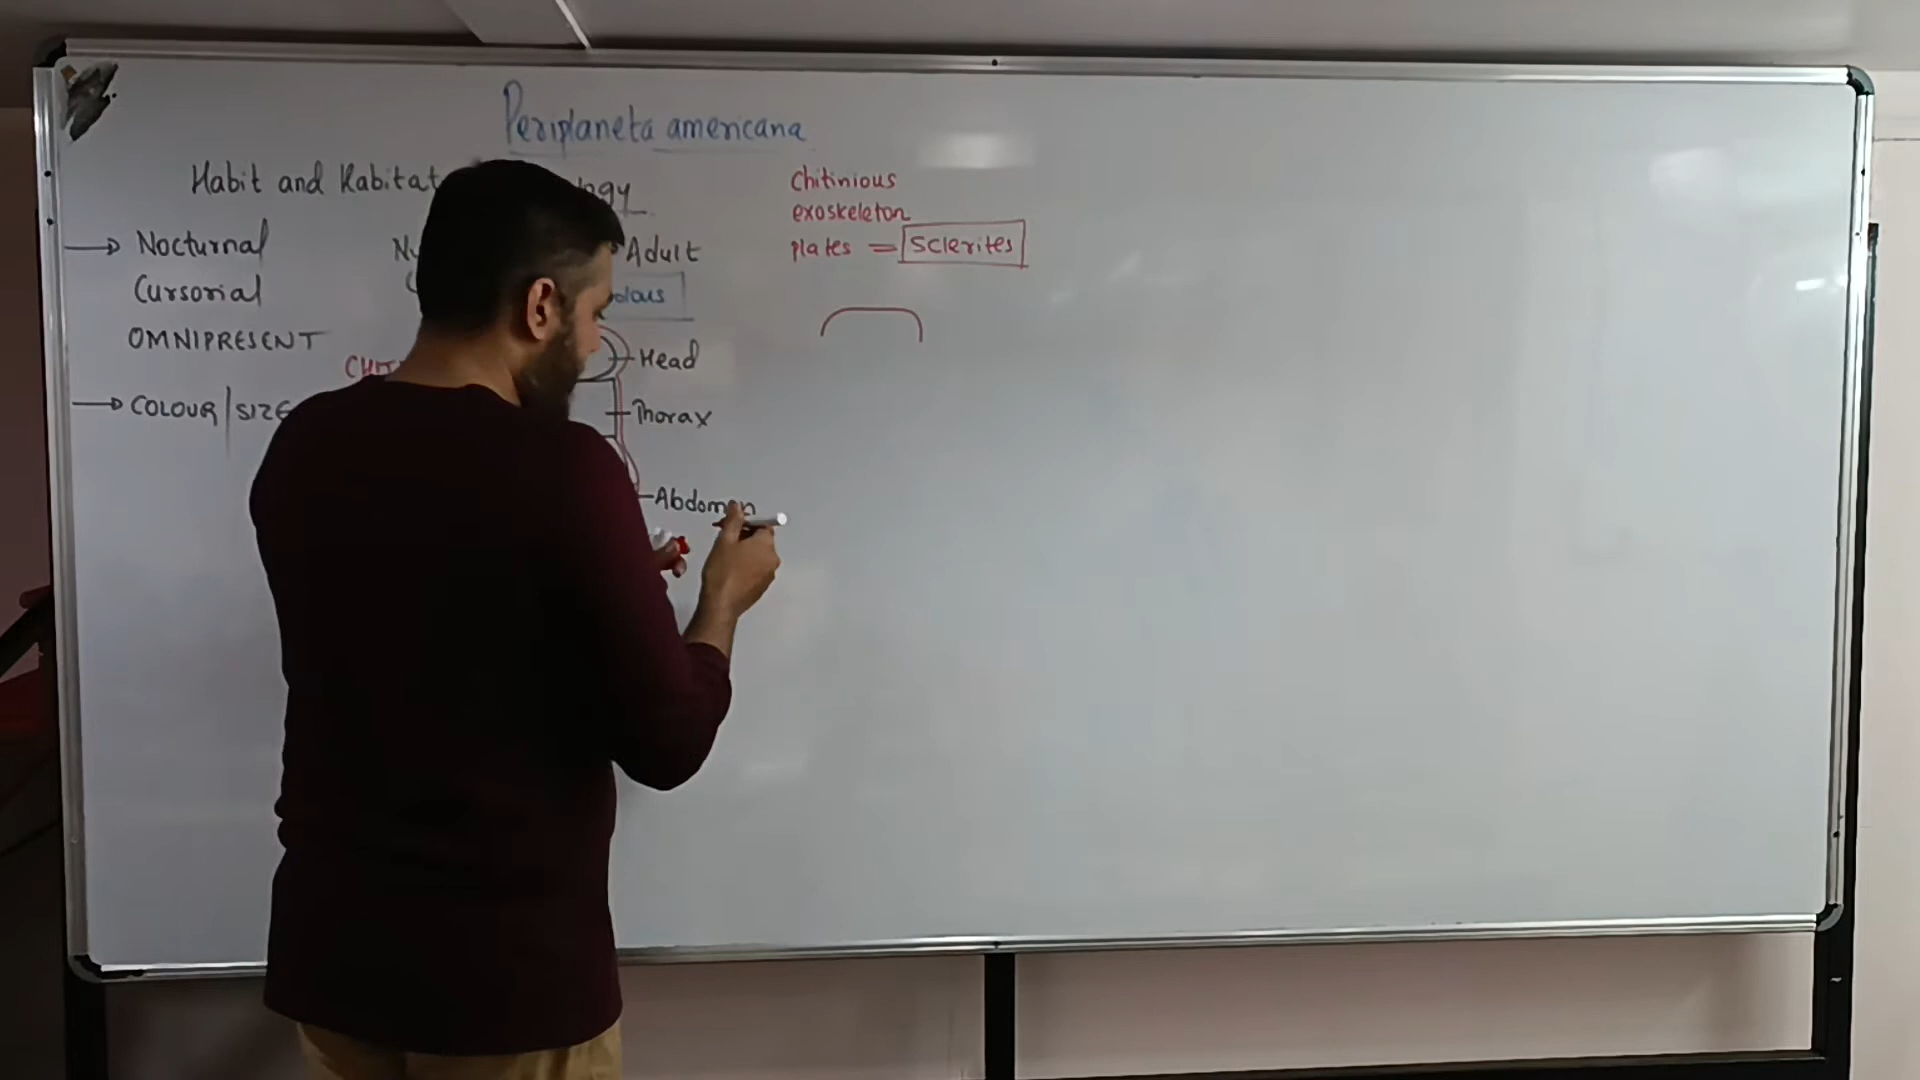 Periplaneta americana
Habit and Habitat
Chitinious
exoskeleton
plates = Sclerites
Nocturnal
Adult
Cursorial
OMNIPRESENT
Head
COLOUR/SIZE
Thorax
Abdomen